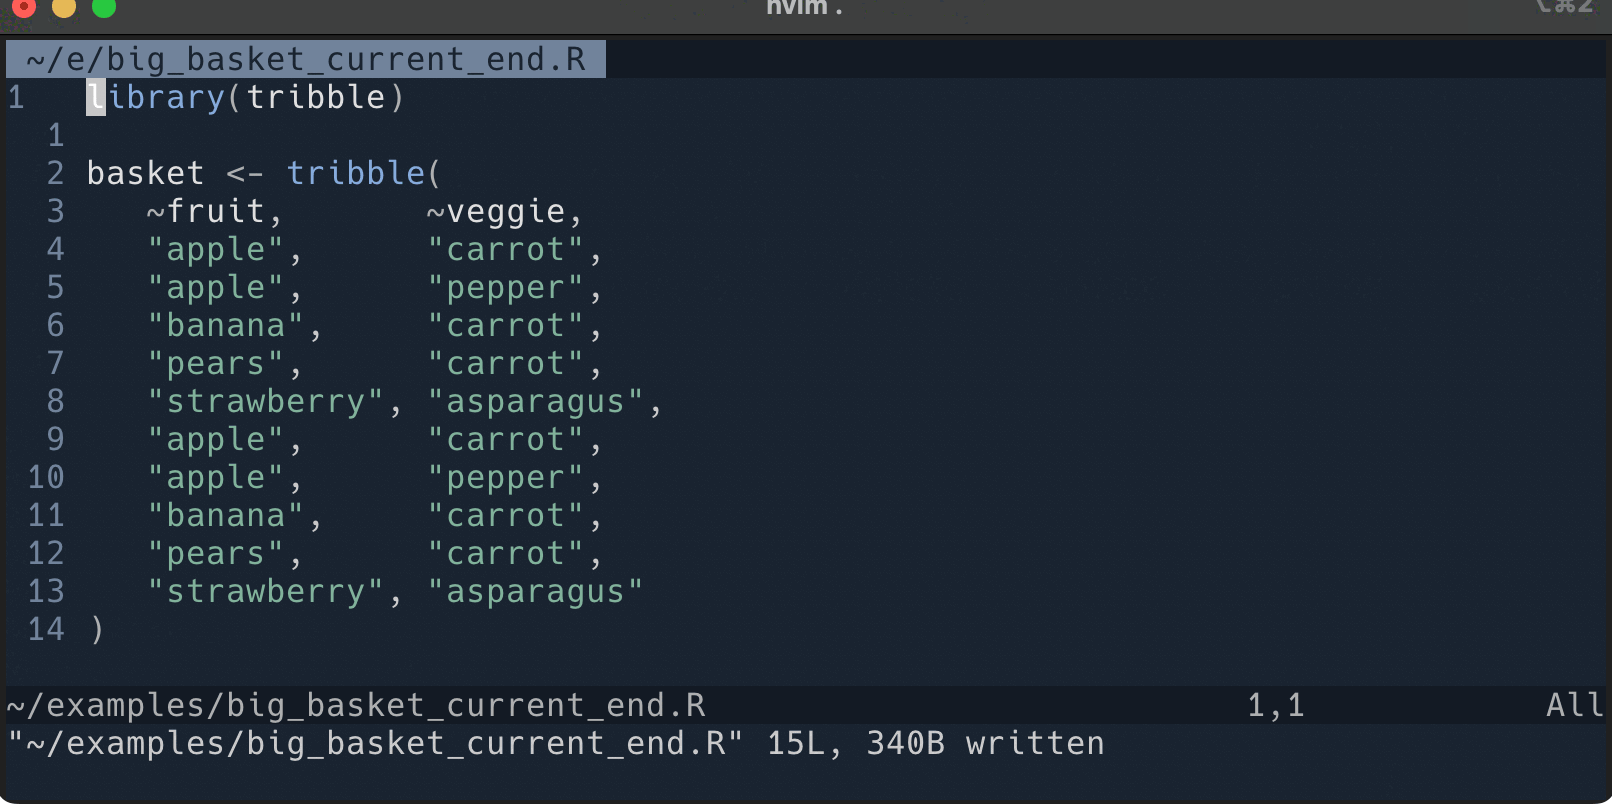 nvim . ⌥⌘2
~/e/big_basket_current_end.R
1 library(tribble)
1
2 basket <- tribble(
3 ~fruit, ~veggie,
4 "apple", "carrot",
5 "apple", "pepper",
6 "banana", "carrot",
7 "pears", "carrot",
8 "strawberry", "asparagus",
9 "apple", "carrot",
10 "apple", "pepper",
11 "banana", "carrot",
12 "pears", "carrot",
13 "strawberry", "asparagus"
14 )
~/examples/big_basket_current_end.R 1,1 All
"~/examples/big_basket_current_end.R" 15L, 340B written